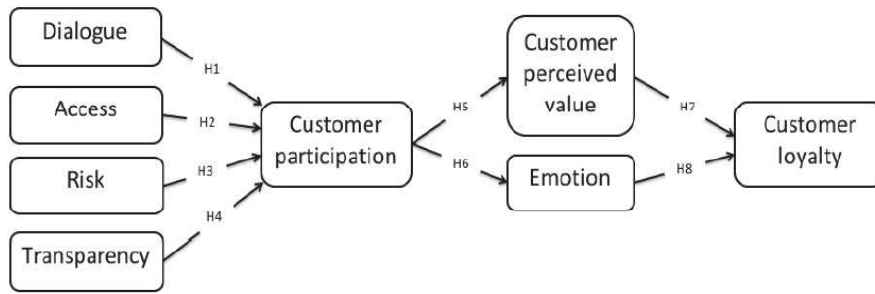 Dialogue
Access
Risk
Transparency
H1
H2
H3
H4
Customer
participation
H5
H6
Customer
perceived
value
Emotion
H7
H8
Customer
loyalty